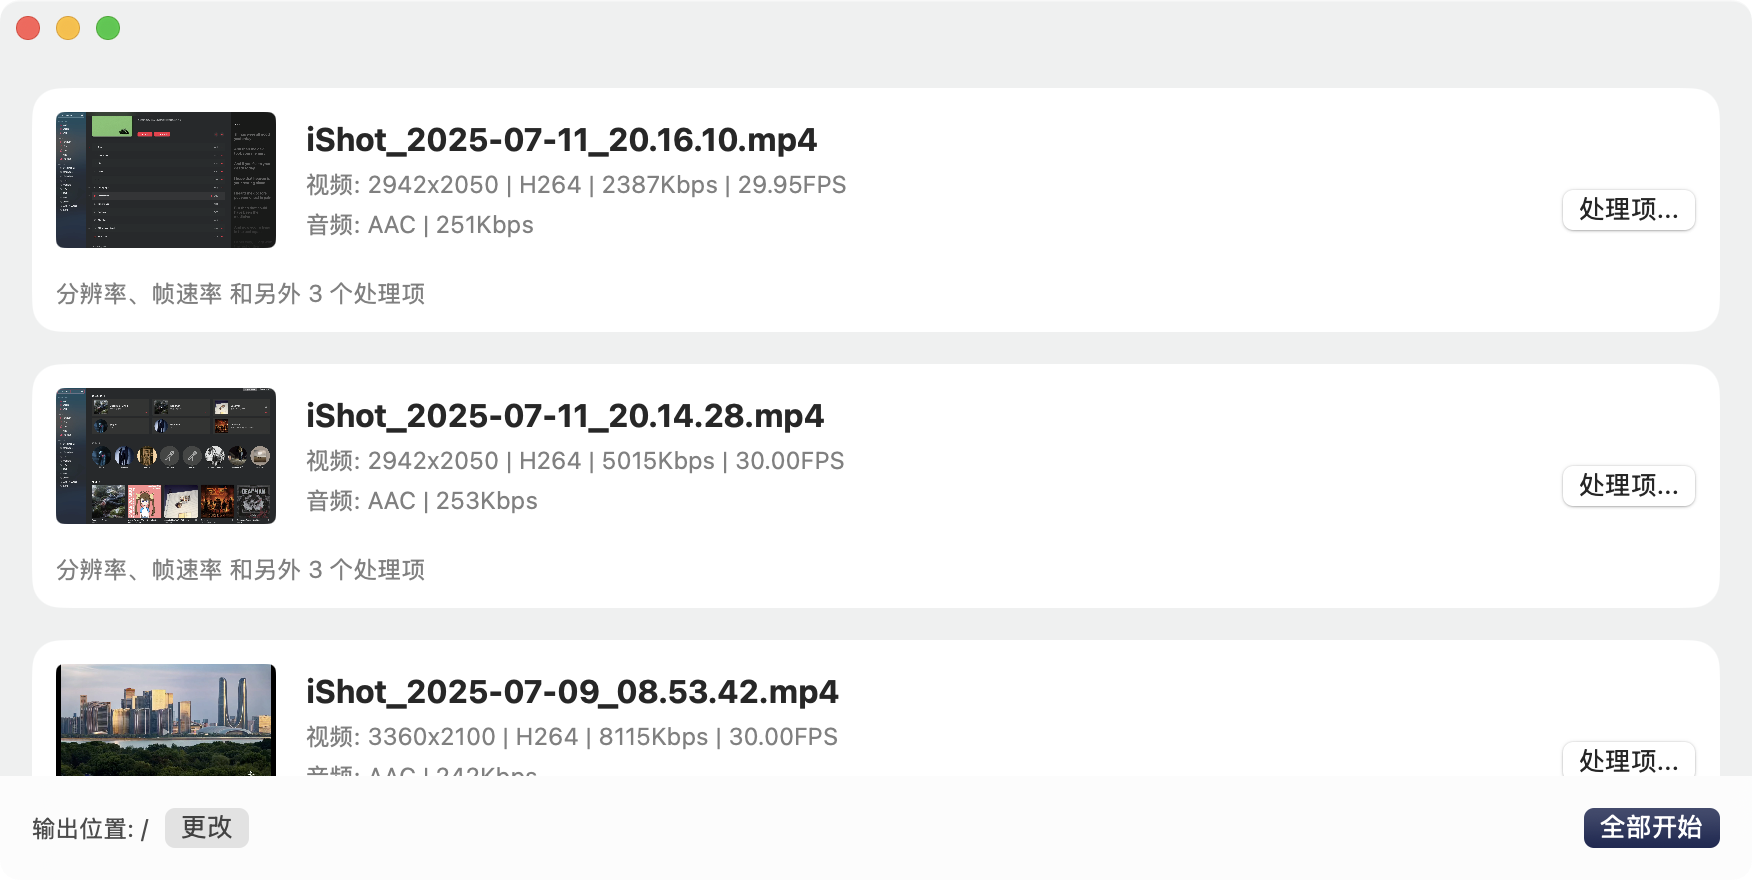 iShot_2025-07-11_20.16.10.mp4
视频: 2942x2050 | H264 | 2387Kbps | 29.95FPS
音频: AAC | 251Kbps
处理项...
分辨率、帧速率 和另外 3 个处理项
iShot_2025-07-11_20.14.28.mp4
视频: 2942x2050 | H264 | 5015Kbps | 30.00FPS
音频: AAC | 253Kbps
处理项...
分辨率、帧速率 和另外 3 个处理项
iShot_2025-07-09_08.53.42.mp4
视频: 3360x2100 | H264 | 8115Kbps | 30.00FPS
音频: AAC | 242Kbps
处理项...
输出位置: / 更改
全部开始